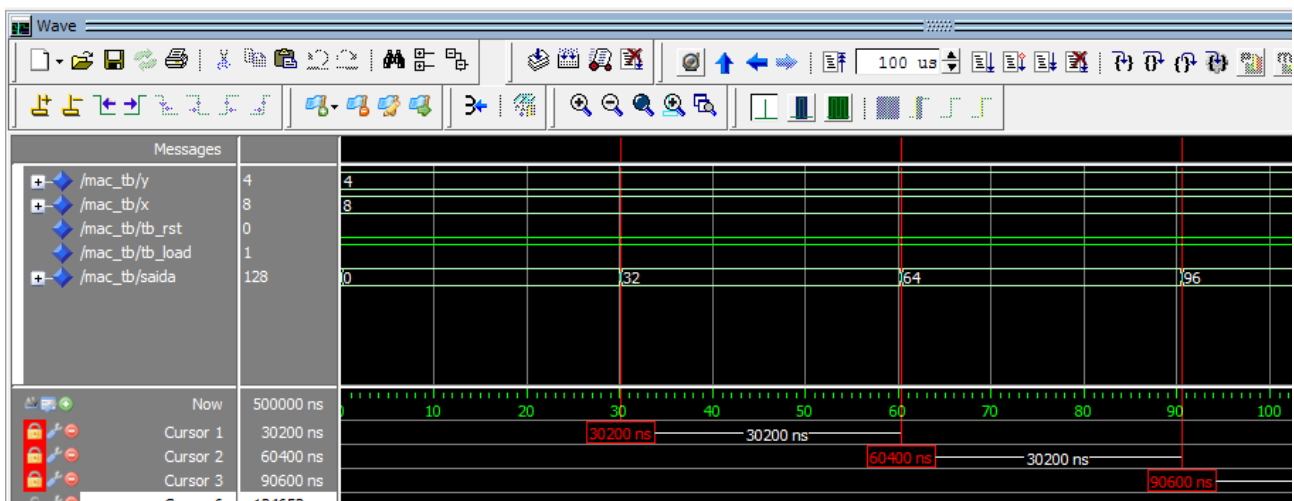 Wave
100 us
Messages
/mac_tb/y 4 4
/mac_tb/x 8 8
/mac_tb/tb_rst 0
/mac_tb/tb_load 1
/mac_tb/saida 128 0 32 64 96
Now 500000 ns 10 20 30 40 50 60 70 80 90 100
Cursor 1 30200 ns 30200 ns 30200 ns
Cursor 2 60400 ns 60400 ns 30200 ns
Cursor 3 90600 ns 90600 ns